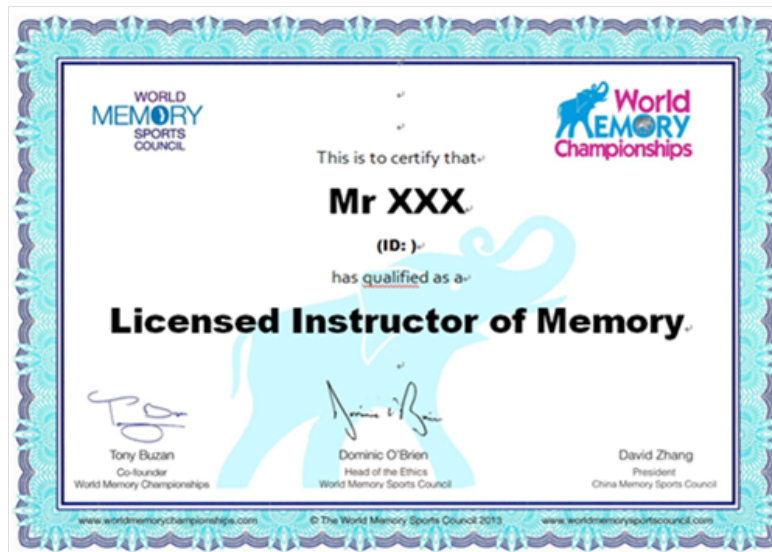 WORLD
MEMORY
SPORTS
COUNCIL
World
MEMORY
Championships
This is to certify that
Mr XXX
(ID: )
has qualified as a
Licensed Instructor of Memory
Tony Buzan
Co-founder
World Memory Championships
Dominic O'Brien
Head of the Ethics
World Memory Sports Council
David Zhang
President
China Memory Sports Council
www.worldmemorychampionships.com
© The World Memory Sports Council 2013
www.worldmemorysportscouncil.com